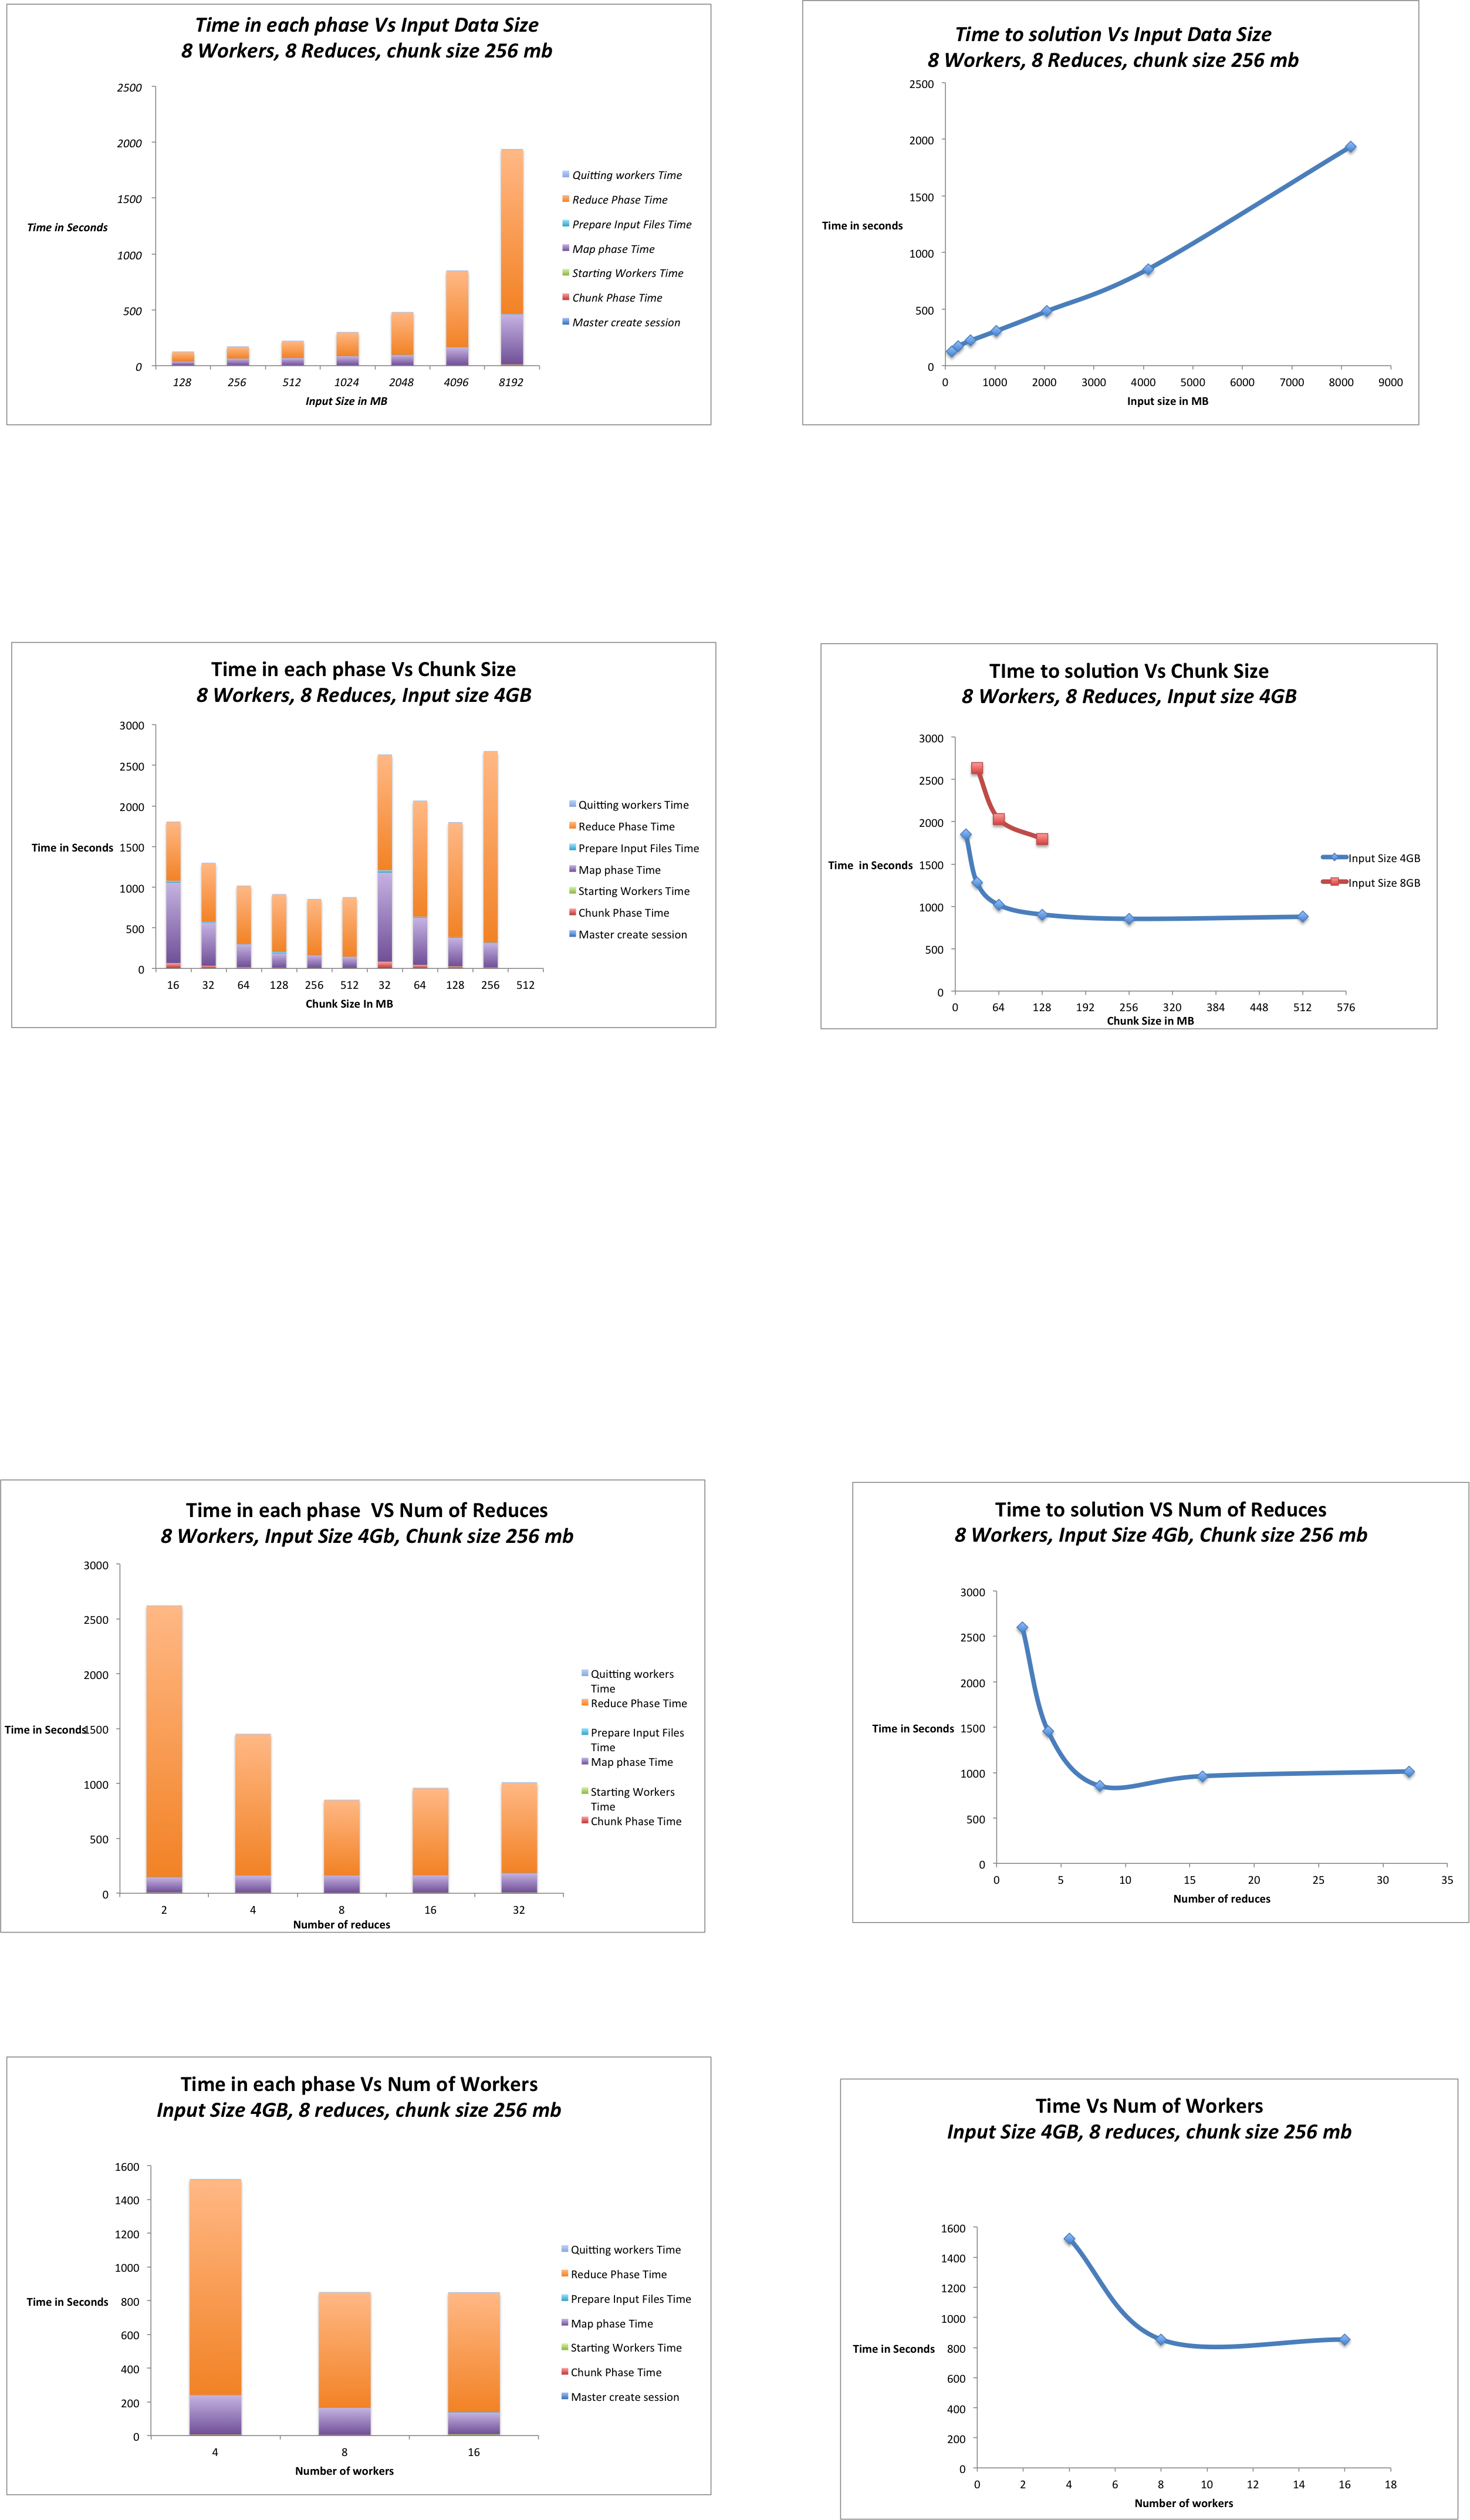 Time in each phase Vs Input Data Size
8 Workers, 8 Reduces, chunk size 256 mb
2500
2000
1500
1000
500
0
Time in Seconds
128 256 512 1024 2048 4096 8192
Input Size in MB
Quitting workers Time
Reduce Phase Time
Prepare Input Files Time
Map phase Time
Starting Workers Time
Chunk Phase Time
Master create session
Time to solution Vs Input Data Size
8 Workers, 8 Reduces, chunk size 256 mb
2500
2000
1500
1000
500
0
Time in seconds
0 1000 2000 3000 4000 5000 6000 7000 8000 9000
Input size in MB
Time in each phase Vs Chunk Size
8 Workers, 8 Reduces, Input size 4GB
3000
2500
2000
Time in Seconds 1500
1000
500
0
16 32 64 128 256 512 32 64 128 256 512
Chunk Size In MB
Quitting workers Time
Reduce Phase Time
Prepare Input Files Time
Map phase Time
Starting Workers Time
Chunk Phase Time
Master create session
TIme to solution Vs Chunk Size
8 Workers, 8 Reduces, Input size 4GB
3000
2500
2000
Time in Seconds 1500
1000
500
0
0 64 128 192 256 320 384 448 512 576
Chunk Size in MB
Input Size 4GB
Input Size 8GB
Time in each phase VS Num of Reduces
8 Workers, Input Size 4Gb, Chunk size 256 mb
3000
2500
2000
Time in Seconds 1500
1000
500
0
2 4 8 16 32
Number of reduces
Quitting workers
Time
Reduce Phase Time
Prepare Input Files
Time
Map phase Time
Starting Workers
Time
Chunk Phase Time
Time to solution VS Num of Reduces
8 Workers, Input Size 4Gb, Chunk size 256 mb
3000
2500
2000
Time in Seconds 1500
1000
500
0
0 5 10 15 20 25 30 35
Number of reduces
Time in each phase Vs Num of Workers
Input Size 4GB, 8 reduces, chunk size 256 mb
1600
1400
1200
1000
Time in Seconds 800
600
400
200
0
4 8 16
Number of workers
Quitting workers Time
Reduce Phase Time
Prepare Input Files Time
Map phase Time
Starting Workers Time
Chunk Phase Time
Master create session
Time Vs Num of Workers
Input Size 4GB, 8 reduces, chunk size 256 mb
1600
1400
1200
1000
Time in Seconds 800
600
400
200
0
0 2 4 6 8 10 12 14 16 18
Number of workers